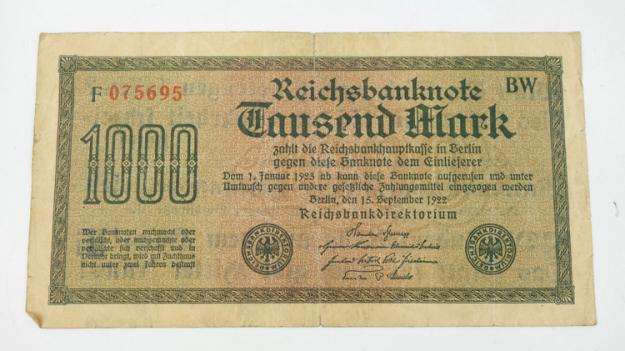 F 075695
BW
Reichsbanknote
1000
Tausend Mark
zahlt die Reichsbankhauptkasse in Berlin
gegen diese Banknote dem Einlieferer
Vom 1. Januar 1923 ab kann diese Banknote aufgerufen und unter
Umtausch gegen andere gesetzliche Zahlungsmittel eingezogen werden
Berlin, den 15. September 1922
Reichsbankdirektorium
Wer Banknoten nachmacht oder
verfälscht, oder nachgemachte oder
verfälschte sich verschafft und in
Verkehr bringt, wird mit Zuchthaus
nicht unter zwei Jahren bestraft